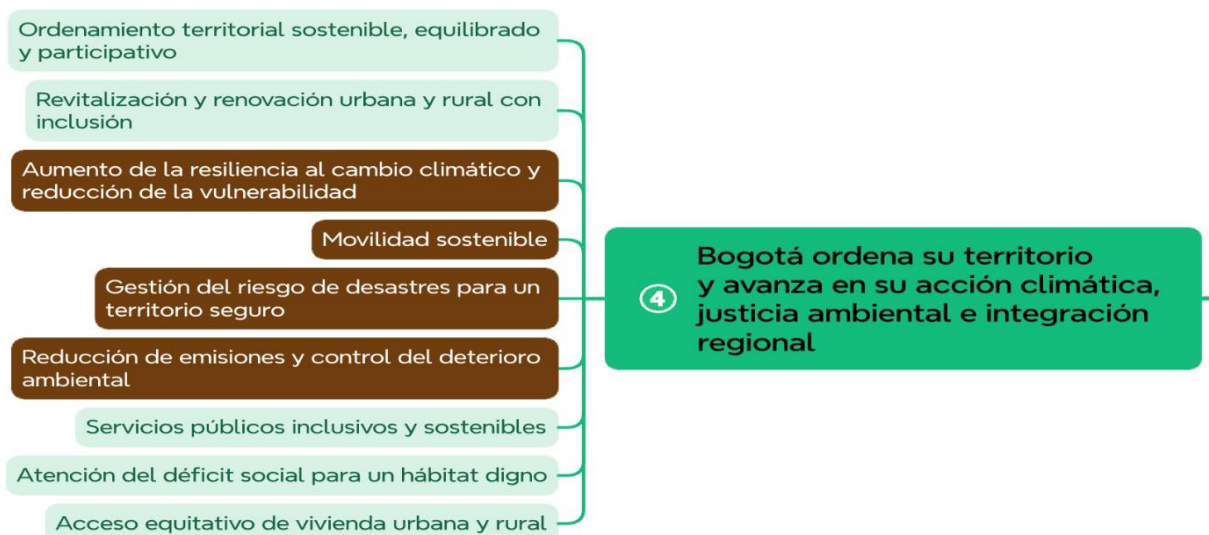 Ordenamiento territorial sostenible, equilibrado
y participativo
Revitalización y renovación urbana y rural con
inclusión
Aumento de la resiliencia al cambio climático y
reducción de la vulnerabilidad
Movilidad sostenible
Gestión del riesgo de desastres para un
territorio seguro
Reducción de emisiones y control del deterioro
ambiental
Servicios públicos inclusivos y sostenibles
Atención del déficit social para un hábitat digno
Acceso equitativo de vivienda urbana y rural
4
Bogotá ordena su territorio
y avanza en su acción climática,
justicia ambiental e integración
regional